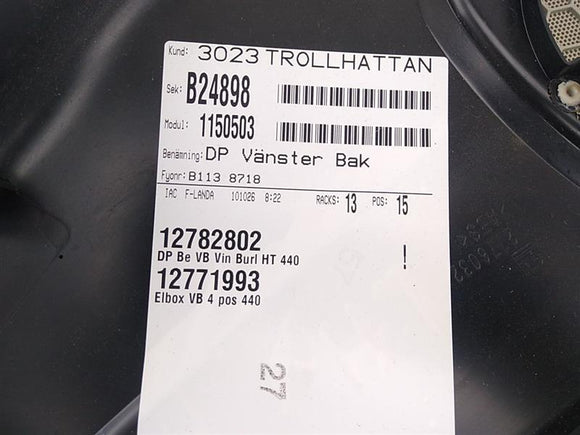 Kund: 3023 TROLLHATTAN
Sek: B24898
Modul: 1150503
Benämning: DP Vänster Bak
Fyonr: B113 8718
IAC F-LANDA 101026 8:22 RACKS: 13 POS: 15
12782802 !
DP Be VB Vin Burl HT 440
12771993
Elbox VB 4 pos 440
27